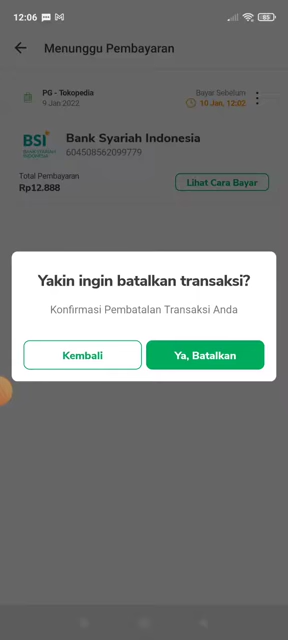 12:06
65
Menunggu Pembayaran
PG - Tokopedia
Bayar Sebelum
9 Jan 2022
10 Jan, 12:02
BSI
Bank Syariah Indonesia
604508562099779
Total Pembayaran
Rp12.888
Lihat Cara Bayar
Yakin ingin batalkan transaksi?
Konfirmasi Pembatalan Transaksi Anda
Kembali
Ya, Batalkan